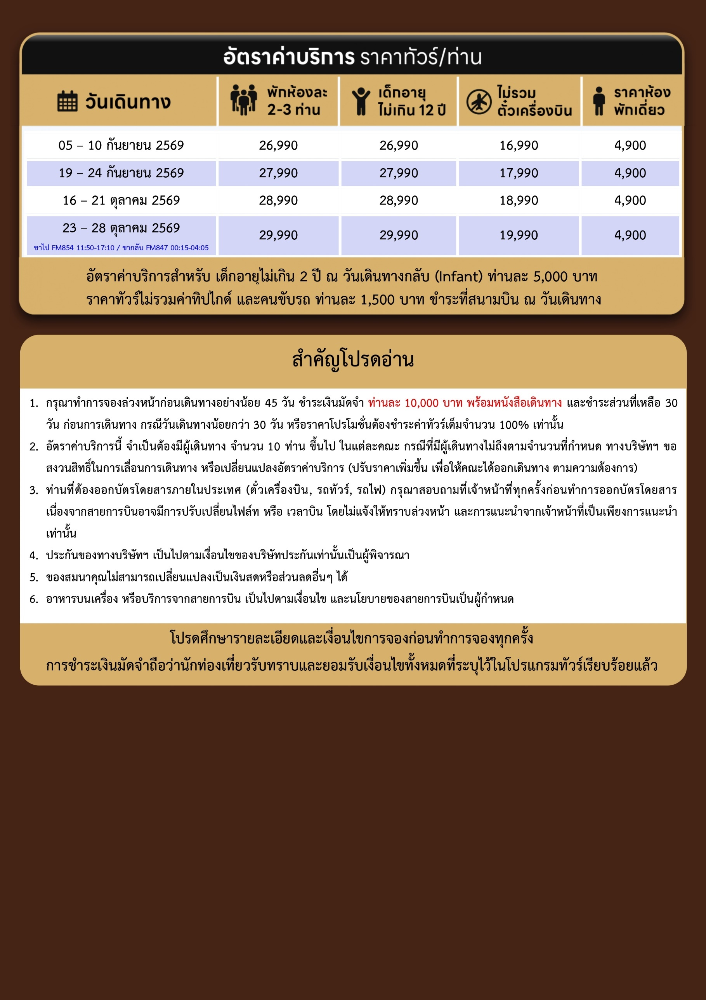 อัตราค่าบริการ ราคาทัวร์/ท่าน
วันเดินทาง
พักห้องละ
2-3 ท่าน
เด็กอายุ
ไม่เกิน 12 ปี
ไม่รวม
ตั๋วเครื่องบิน
ราคาห้อง
พักเดี่ยว
05 – 10 กันยายน 2569 26,990 26,990 16,990 4,900
19 – 24 กันยายน 2569 27,990 27,990 17,990 4,900
16 – 21 ตุลาคม 2569 28,990 28,990 18,990 4,900
23 – 28 ตุลาคม 2569 29,990 29,990 19,990 4,900
ขาไป FM854 11:50-17:10 / ขากลับ FM847 00:15-04:05
อัตราค่าบริการสำหรับ เด็กอายุไม่เกิน 2 ปี ณ วันเดินทางกลับ (Infant) ท่านละ 5,000 บาท
ราคาทัวร์ไม่รวมค่าทิปไกด์ และคนขับรถ ท่านละ 1,500 บาท ขำระที่สนามบิน ณ วันเดินทาง
สำคัญโปรดอ่าน
1. กรุณาทำการจองล่วงหน้าก่อนเดินทางอย่างน้อย 45 วัน ชำระเงินมัดจำ ท่านละ 10,000 บาท พร้อมหนังสือเดินทาง และชำระส่วนที่เหลือ 30
วัน ก่อนการเดินทาง กรณีวันเดินทางน้อยกว่า 30 วัน หรือราคาโปรโมชั่นต้องชำระค่าทัวร์เต็มจำนวน 100% เท่านั้น
2. อัตราค่าบริการนี้ จำเป็นต้องมีผู้เดินทาง จำนวน 10 ท่าน ขึ้นไป ในแต่ละคณะ กรณีที่มีผู้เดินทางไม่ถึงตามจำนวนที่กำหนด ทางบริษัทฯ ขอ
สงวนสิทธิ์ในการเลื่อนการเดินทาง หรือเปลี่ยนแปลงอัตราค่าบริการ (ปรับราคาเพิ่มขึ้น เพื่อให้คณะได้ออกเดินทาง ตามความต้องการ)
3. ท่านที่ต้องออกบัตรโดยสารภายในประเทศ (ตั๋วเครื่องบิน, รถทัวร์, รถไฟ) กรุณาสอบถามที่เจ้าหน้าที่ทุกครั้งก่อนทำการออกบัตรโดยสาร
เนื่องจากสายการบินอาจมีการปรับเปลี่ยนไฟล์ท หรือ เวลาบิน โดยไม่แจ้งให้ทราบล่วงหน้า และการแนะนำจากเจ้าหน้าที่เป็นเพียงการแนะนำ
เท่านั้น
4. ประกันของทางบริษัทฯ เป็นไปตามเงื่อนไขของบริษัทประกันเท่านั้นเป็นผู้พิจารณา
5. ของสมนาคุณไม่สามารถเปลี่ยนแปลงเป็นเงินสดหรือส่วนลดอื่นๆ ได้
6. อาหารบนเครื่อง หรือบริการจากสายการบิน เป็นไปตามเงื่อนไข และนโยบายของสายการบินเป็นผู้กำหนด
โปรดศึกษารายละเอียดและเงื่อนไขการจองก่อนทำการจองทุกครั้ง
การชำระเงินมัดจำถือว่านักท่องเที่ยวรับทราบและยอมรับเงื่อนไขทั้งหมดที่ระบุไว้ในโปรแกรมทัวร์เรียบร้อยแล้ว